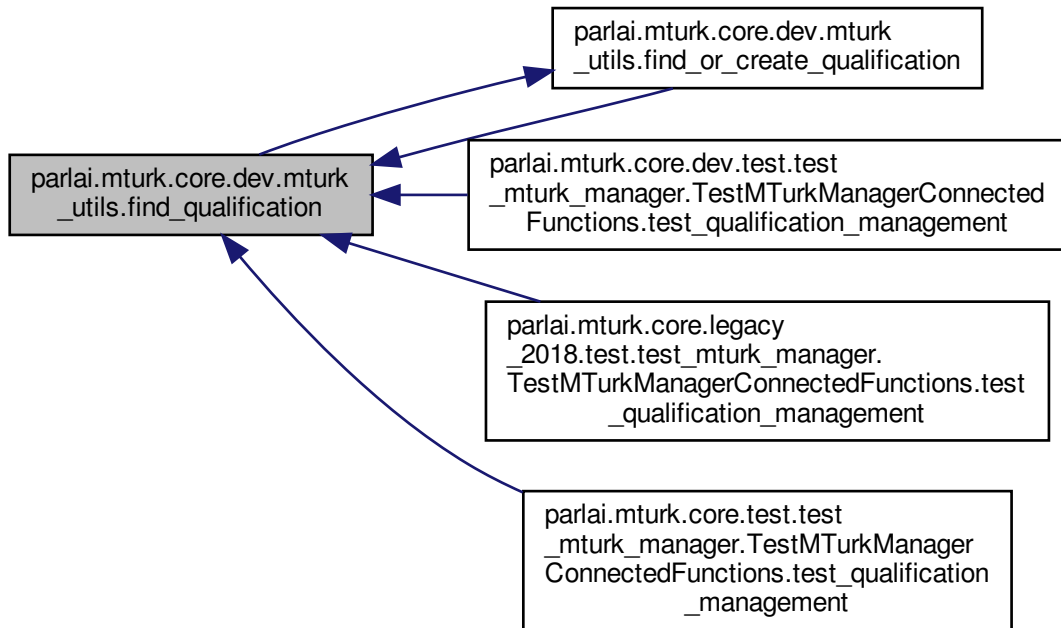 parlai.mturk.core.dev.mturk
_utils.find_or_create_qualification
parlai.mturk.core.dev.mturk
_utils.find_qualification
parlai.mturk.core.dev.test.test
_mturk_manager.TestMTurkManagerConnected
Functions.test_qualification_management
parlai.mturk.core.legacy
_2018.test.test_mturk_manager.
TestMTurkManagerConnectedFunctions.test
_qualification_management
parlai.mturk.core.test.test
_mturk_manager.TestMTurkManager
ConnectedFunctions.test_qualification
_management